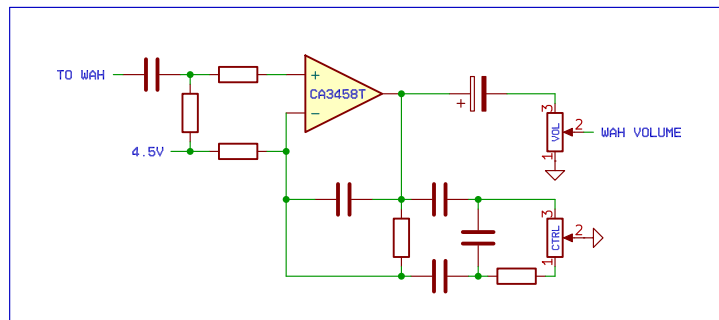 TO WAH
+
CA3458T
−
4.5V
+
3
VOL
2
1
WAH VOLUME
3
CTRL
2
1